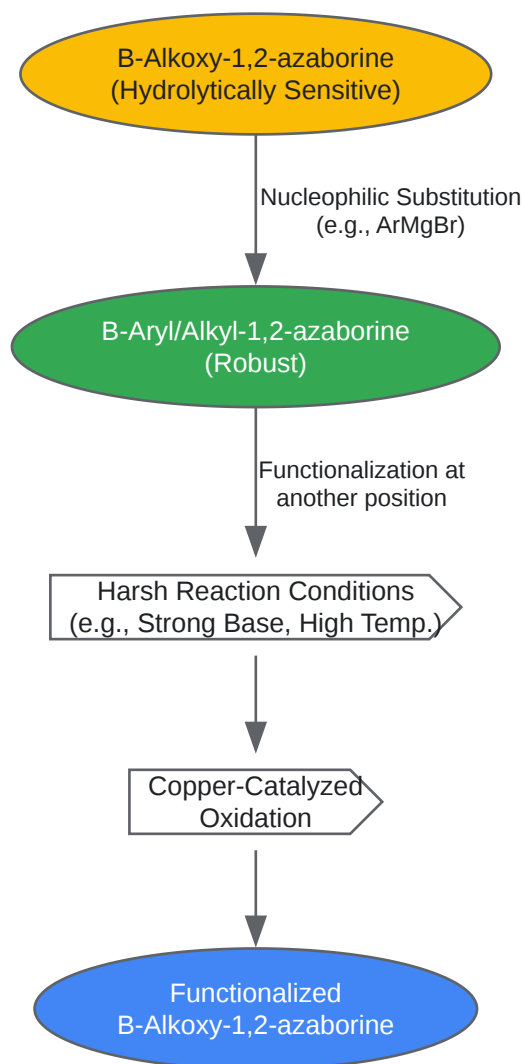 B-Alkoxy-1,2-azaborine
(Hydrolytically Sensitive)
Nucleophilic Substitution
(e.g., ArMgBr)
B-Aryl/Alkyl-1,2-azaborine
(Robust)
Functionalization at
another position
Harsh Reaction Conditions
(e.g., Strong Base, High Temp.)
Copper-Catalyzed
Oxidation
Functionalized
B-Alkoxy-1,2-azaborine